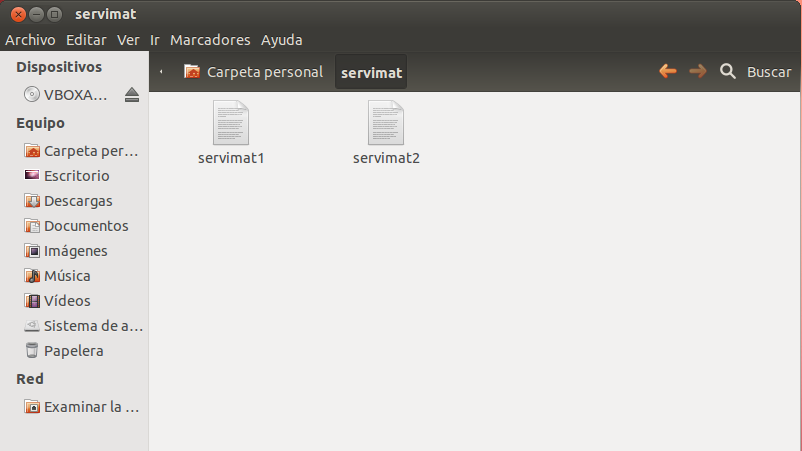 servimat
Archivo Editar Ver Ir Marcadores Ayuda
Dispositivos
VBOXA...
Equipo
Carpeta per...
Escritorio
Descargas
Documentos
Imágenes
Música
Vídeos
Sistema de a...
Papelera
Red
Examinar la ...
Carpeta personal servimat Buscar
servimat1 servimat2